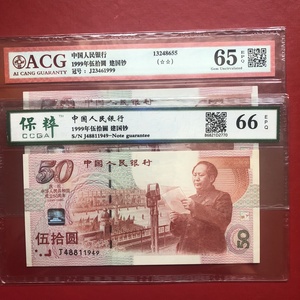 ACG
AI CANG GUARANTY
中国人民银行
1999年伍拾圆 建国钞
冠号：J23461999
13248655
(☆☆)
65 EPQ
保粹
CCGA
中国人民银行
1999年伍拾圆 建国钞
S/N J48811949-Note guarantee
66 EPQ
中国人民银行
50
伍拾圆
J48811949
50